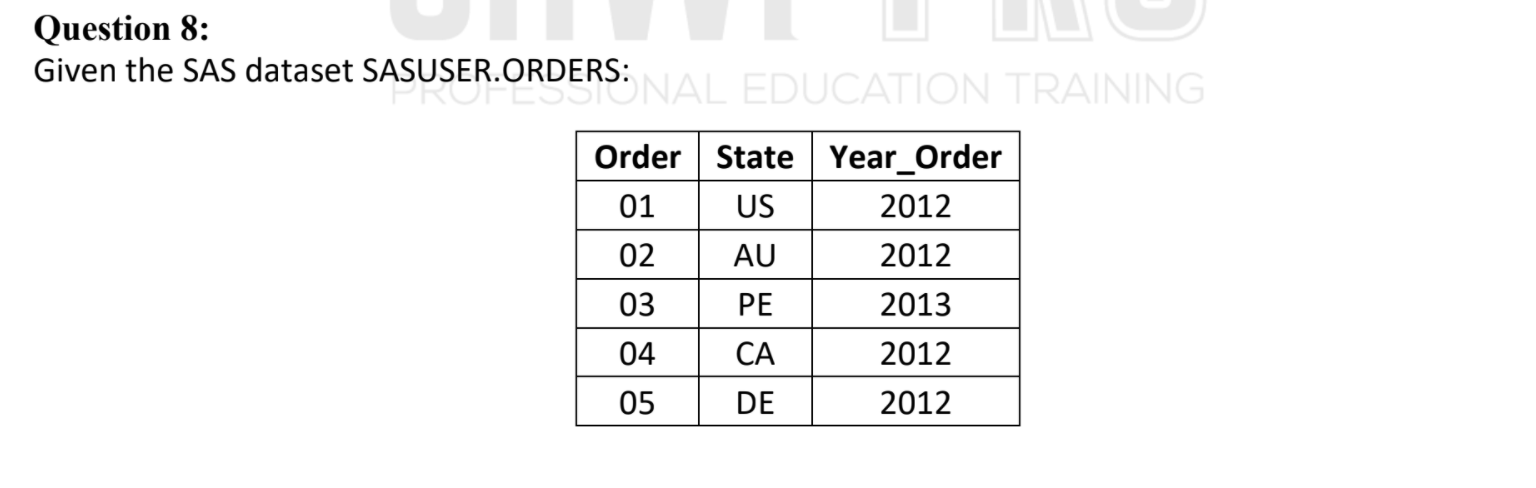 Question 8:
Given the SAS dataset SASUSER.ORDERS:
PROFESSIONAL EDUCATION TRAINING
Order State Year_Order
01 US 2012
02 AU 2012
03 PE 2013
04 CA 2012
05 DE 2012